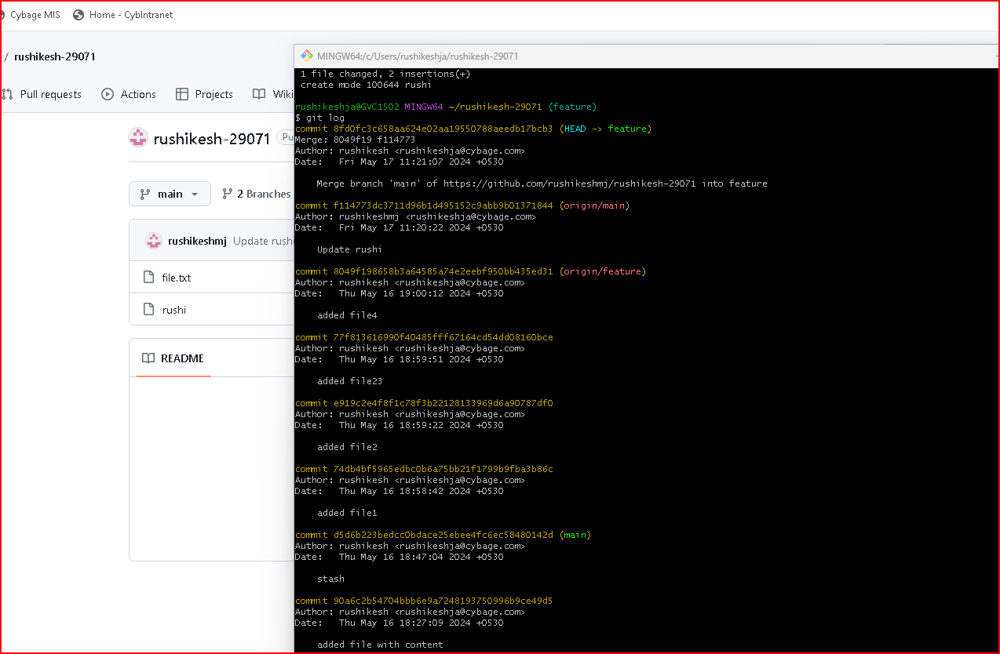 Cybage MIS Home - CybIntranet
/ rushikesh-29071
Pull requests Actions Projects Wiki
rushikesh-29071 Pu
main 2 Branches
rushikeshmj Update rushi
file.txt
rushi
README
MINGW64:/c/Users/rushikeshja/rushikesh-29071
1 file changed, 2 insertions(+)
create mode 100644 rushi
rushikeshja@GVC1502 MINGW64 ~/rushikesh-29071 (feature)
$ git log
commit 8fd0fc3c658aa624e02aa19550788aeedb17bcb3 (HEAD -> feature)
Merge: 8049f19 f114773
Author: rushikesh <rushikeshja@cybage.com>
Date:   Fri May 17 11:21:07 2024 +0530
Merge branch 'main' of https://github.com/rushikeshmj/rushikesh-29071 into feature
commit f114773dc3711d96b1d495152c9abb9b01371844 (origin/main)
Author: rushikeshmj <rushikeshja@cybage.com>
Date:   Fri May 17 11:20:22 2024 +0530
Update rushi
commit 8049f198658b3a64585a74e2eebf950bb435ed31 (origin/feature)
Author: rushikesh <rushikeshja@cybage.com>
Date:   Thu May 16 19:00:12 2024 +0530
added file4
commit 77f813616990f40485fff67164cd54dd08160bce
Author: rushikesh <rushikeshja@cybage.com>
Date:   Thu May 16 18:59:51 2024 +0530
added file23
commit e919c2e4f8f1c78f3b22128133969d6a90787df0
Author: rushikesh <rushikeshja@cybage.com>
Date:   Thu May 16 18:59:22 2024 +0530
added file2
commit 74db4bf5965edbc0b6a75bb21f1799b9fba3b86c
Author: rushikesh <rushikeshja@cybage.com>
Date:   Thu May 16 18:58:42 2024 +0530
added file1
commit d5d6b223bedcc0bdace25ebee4fc6ec58480142d (main)
Author: rushikesh <rushikeshja@cybage.com>
Date:   Thu May 16 18:47:04 2024 +0530
stash
commit 90a6c2b54704bbb6e9a7248193750996b9ce49d5
Author: rushikesh <rushikeshja@cybage.com>
Date:   Thu May 16 18:27:09 2024 +0530
added file with content